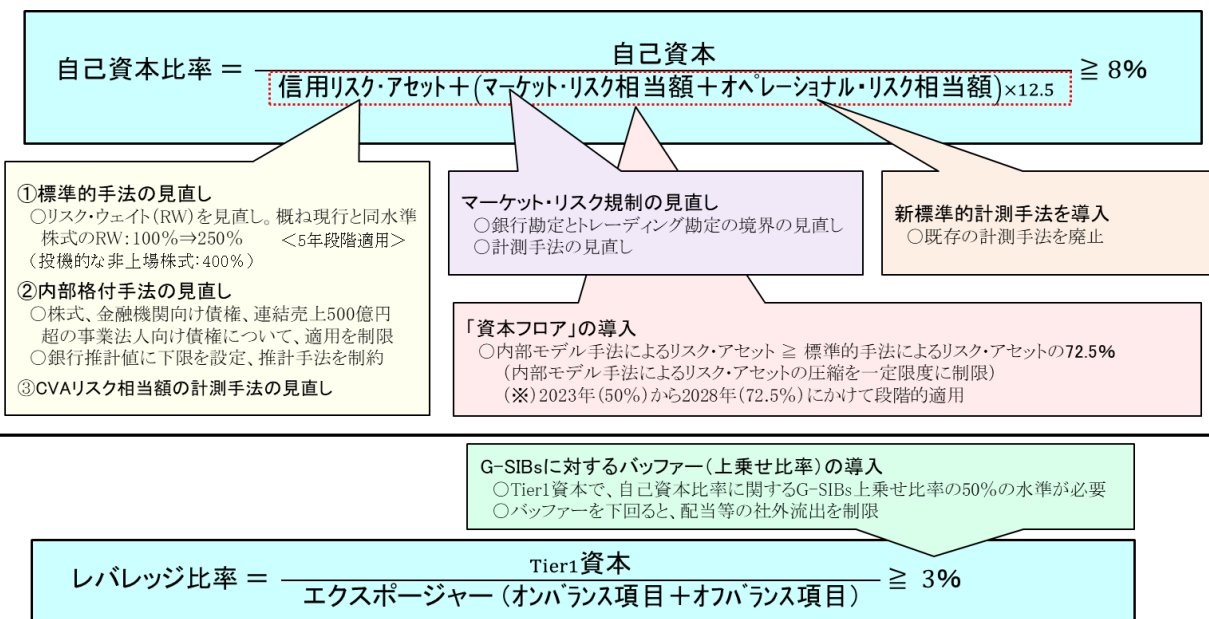 自己資本比率 ＝ 自己資本 ≧ 8%
信用リスク・アセット＋(マーケット・リスク相当額＋オペレーショナル・リスク相当額)×12.5
①標準的手法の見直し
○リスク・ウェイト(RW)を見直し。概ね現行と同水準
株式のRW：100%⇒250%　＜5年段階適用＞
(投機的な非上場株式：400%)
②内部格付手法の見直し
○株式、金融機関向け債権、連結売上500億円
超の事業法人向け債権について、適用を制限
○銀行推計値に下限を設定、推計手法を制約
③CVAリスク相当額の計測手法の見直し
マーケット・リスク規制の見直し
○銀行勘定とトレーディング勘定の境界の見直し
○計測手法の見直し
新標準的計測手法を導入
○既存の計測手法を廃止
「資本フロア」の導入
○内部モデル手法によるリスク・アセット ≧ 標準的手法によるリスク・アセットの72.5%
(内部モデル手法によるリスク・アセットの圧縮を一定限度に制限)
(※)2023年(50%)から2028年(72.5%)にかけて段階的適用
G-SIBsに対するバッファー(上乗せ比率)の導入
○Tier1資本で、自己資本比率に関するG-SIBs上乗せ比率の50%の水準が必要
○バッファーを下回ると、配当等の社外流出を制限
レバレッジ比率 ＝ Tier1資本 ≧ 3%
エクスポージャー (オンバランス項目＋オフバランス項目)